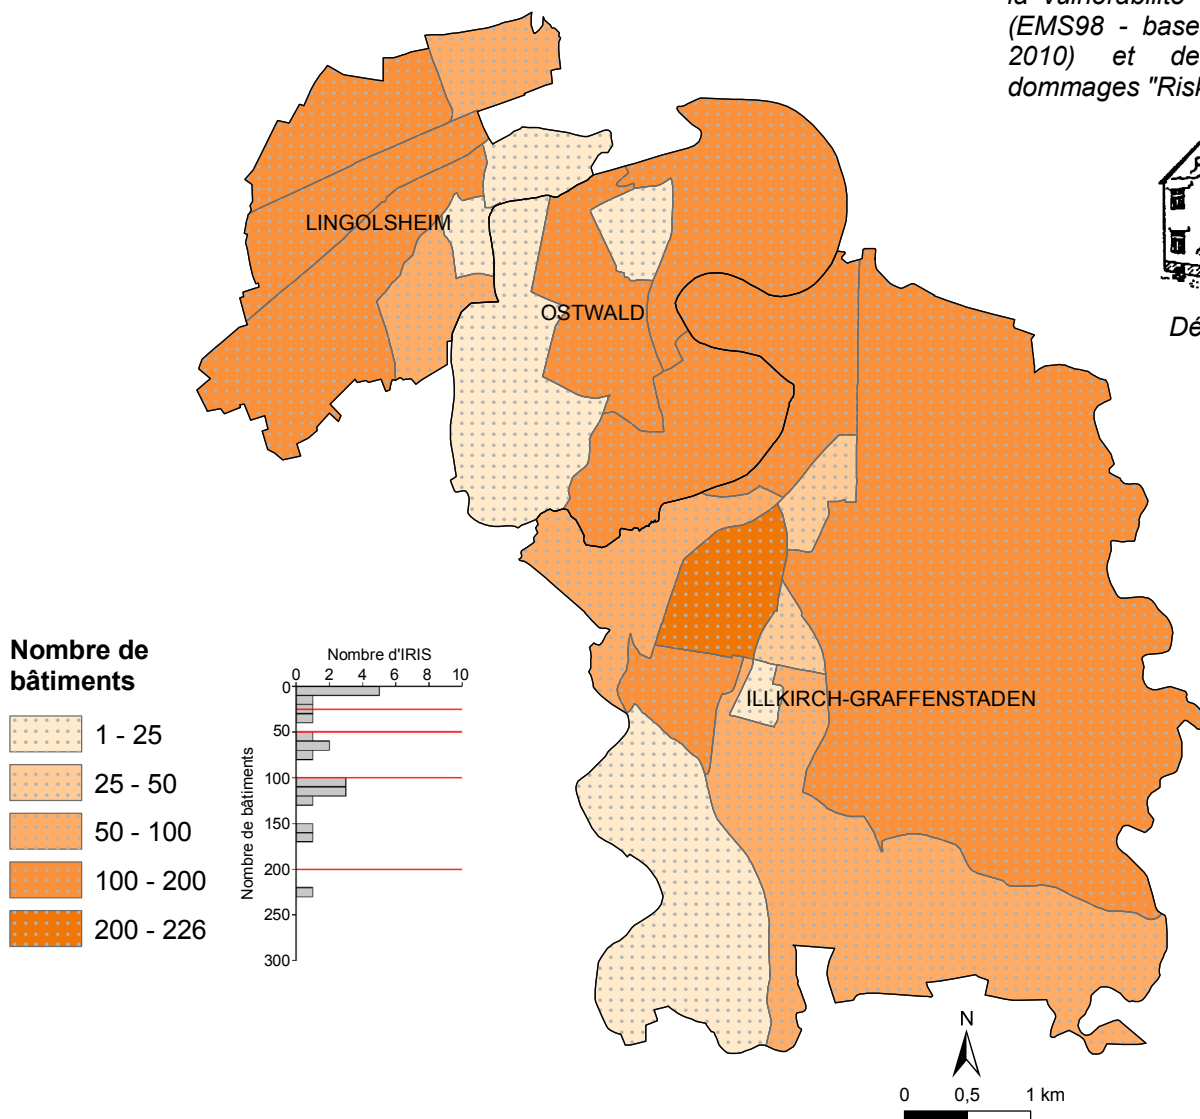 la vulnérabilité
(EMS98 - base
2010) et de
dommages "Risk
Dé
LINGOLSHEIM
OSTWALD
ILLKIRCH-GRAFFENSTADEN
Nombre de
bâtiments
1 - 25
25 - 50
50 - 100
100 - 200
200 - 226
Nombre d'IRIS
0 2 4 6 8 10
Nombre de bâtiments
0
50
100
150
200
250
300
N
0 0,5 1 km